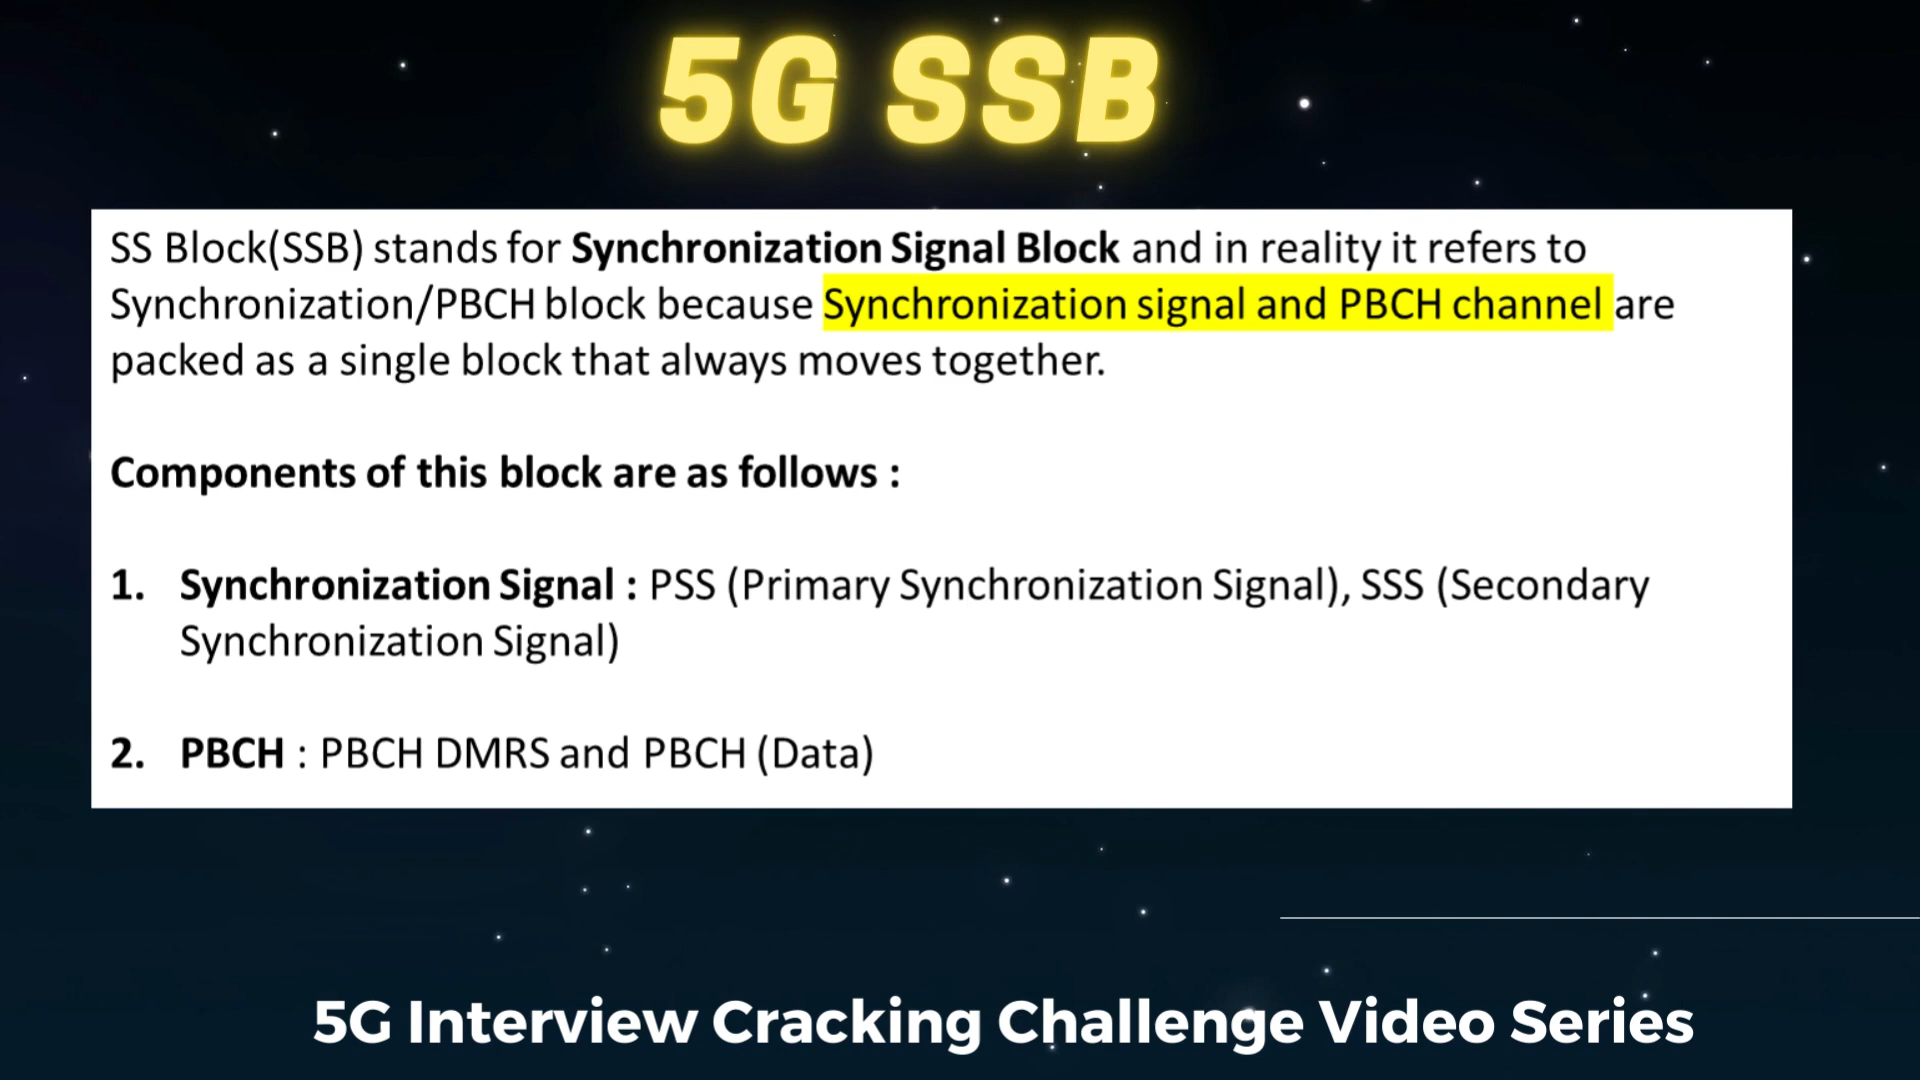 5G SSB
SS Block(SSB) stands for Synchronization Signal Block and in reality it refers to
Synchronization/PBCH block because Synchronization signal and PBCH channel are
packed as a single block that always moves together.
Components of this block are as follows :
1. Synchronization Signal : PSS (Primary Synchronization Signal), SSS (Secondary
Synchronization Signal)
2. PBCH : PBCH DMRS and PBCH (Data)
5G Interview Cracking Challenge Video Series